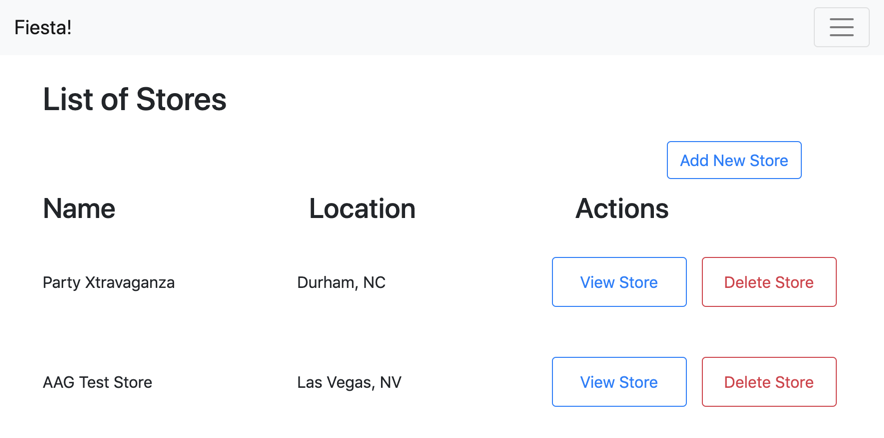 Fiesta!
List of Stores
Add New Store
Name Location Actions
Party Xtravaganza Durham, NC View Store Delete Store
AAG Test Store Las Vegas, NV View Store Delete Store